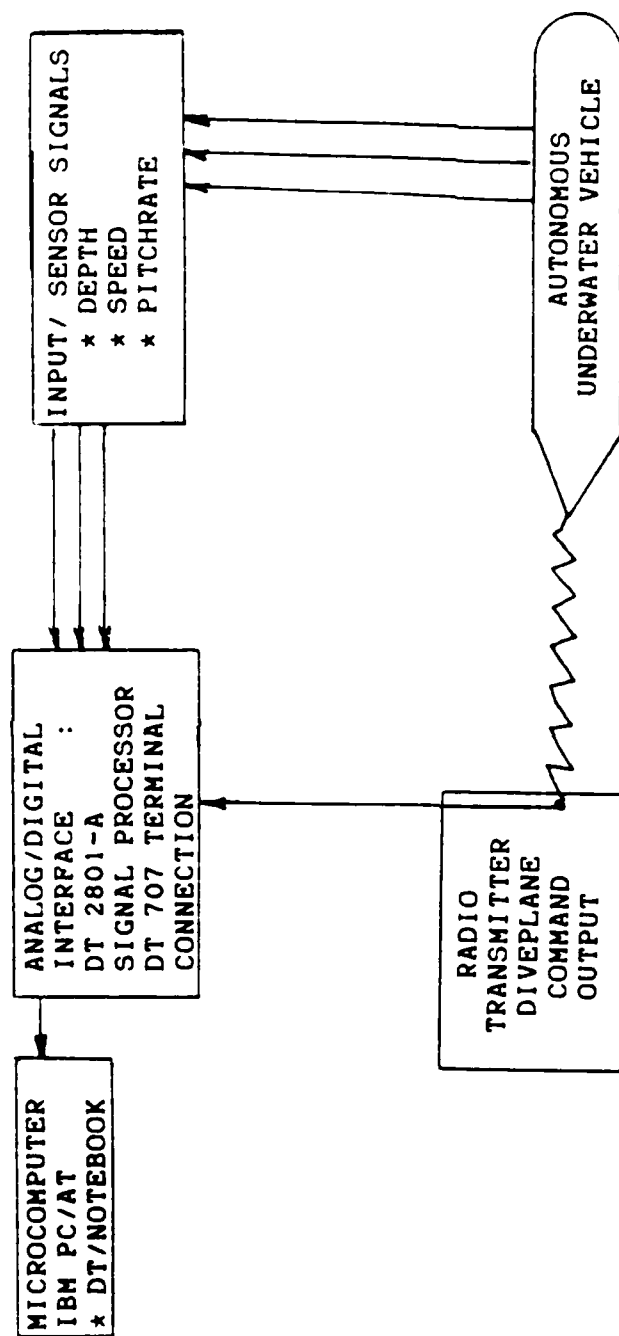 MICROCOMPUTER
IBM PC/AT
* DT/NOTEBOOK
ANALOG/DIGITAL
INTERFACE :
DT 2801-A
SIGNAL PROCESSOR
DT 707 TERMINAL
CONNECTION
INPUT/ SENSOR SIGNALS
* DEPTH
* SPEED
* PITCHRATE
RADIO
TRANSMITTER
DIVEPLANE
COMMAND
OUTPUT
AUTONOMOUS
UNDERWATER VEHICLE